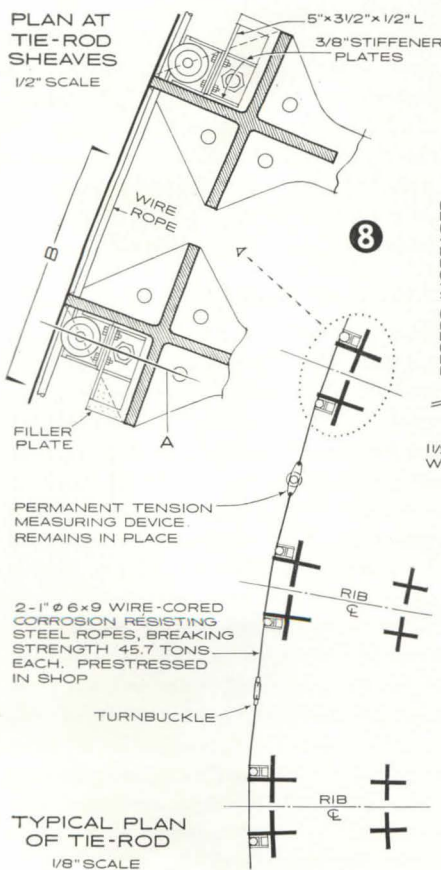 PLAN AT
TIE-ROD
SHEAVES
1/2" SCALE
5"x3 1/2"x 1/2" L
3/8" STIFFENER
PLATES
WIRE
ROPE
B
8
A
FILLER
PLATE
A
PERMANENT TENSION
MEASURING DEVICE.
REMAINS IN PLACE
RIB
℄
2-1" ø 6x9 WIRE-CORED
CORROSION RESISTING
STEEL ROPES, BREAKING
STRENGTH 45.7 TONS
EACH. PRESTRESSED
IN SHOP
TURNBUCKLE
RIB
℄
TYPICAL PLAN
OF TIE-ROD
1/8" SCALE